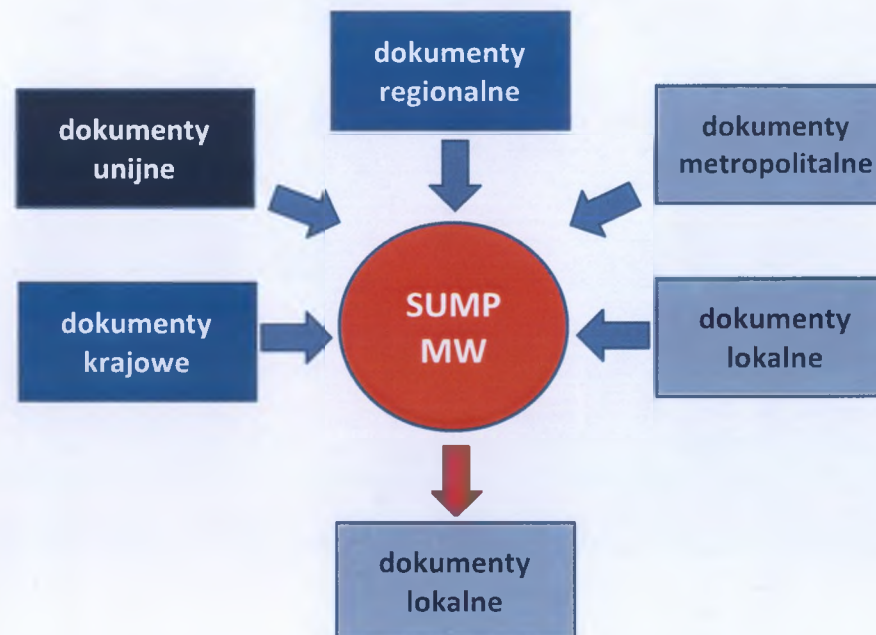 dokumenty
regionalne
dokumenty
unijne
dokumenty
metropolitalne
dokumenty
krajowe
SUMP
MW
dokumenty
lokalne
dokumenty
lokalne